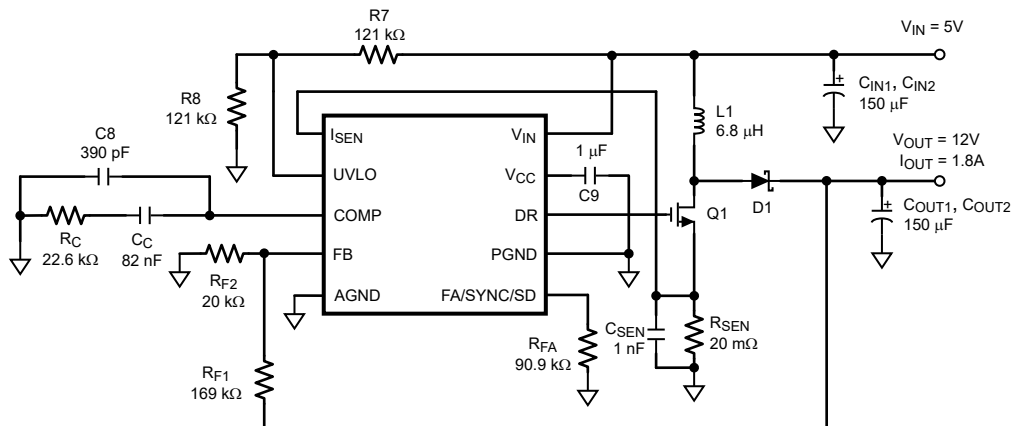 R7
121 kΩ
VIN = 5V
R8
121 kΩ
CIN1, CIN2
150 μF
L1
6.8 μH
C8
390 pF
ISEN
VIN
1 μF
VOUT = 12V
IOUT = 1.8A
UVLO
VCC
C9
D1
COMP
DR
Q1
COUT1, COUT2
150 μF
RC
22.6 kΩ
CC
82 nF
FB
PGND
RF2
20 kΩ
AGND
FA/SYNC/SD
CSEN
1 nF
RSEN
20 mΩ
RFA
90.9 kΩ
RF1
169 kΩ
+
+